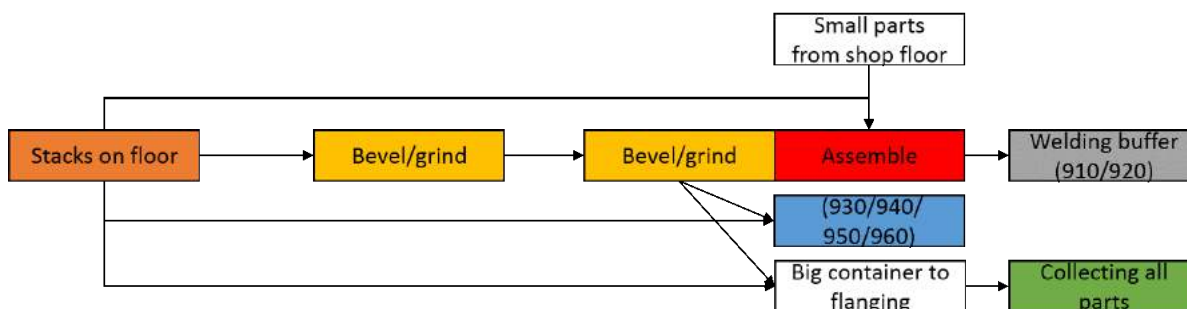 Small parts
from shop floor
Stacks on floor
Bevel/grind
Bevel/grind
Assemble
Welding buffer
(910/920)
(930/940/
950/960)
Big container to
flanging
Collecting all
parts